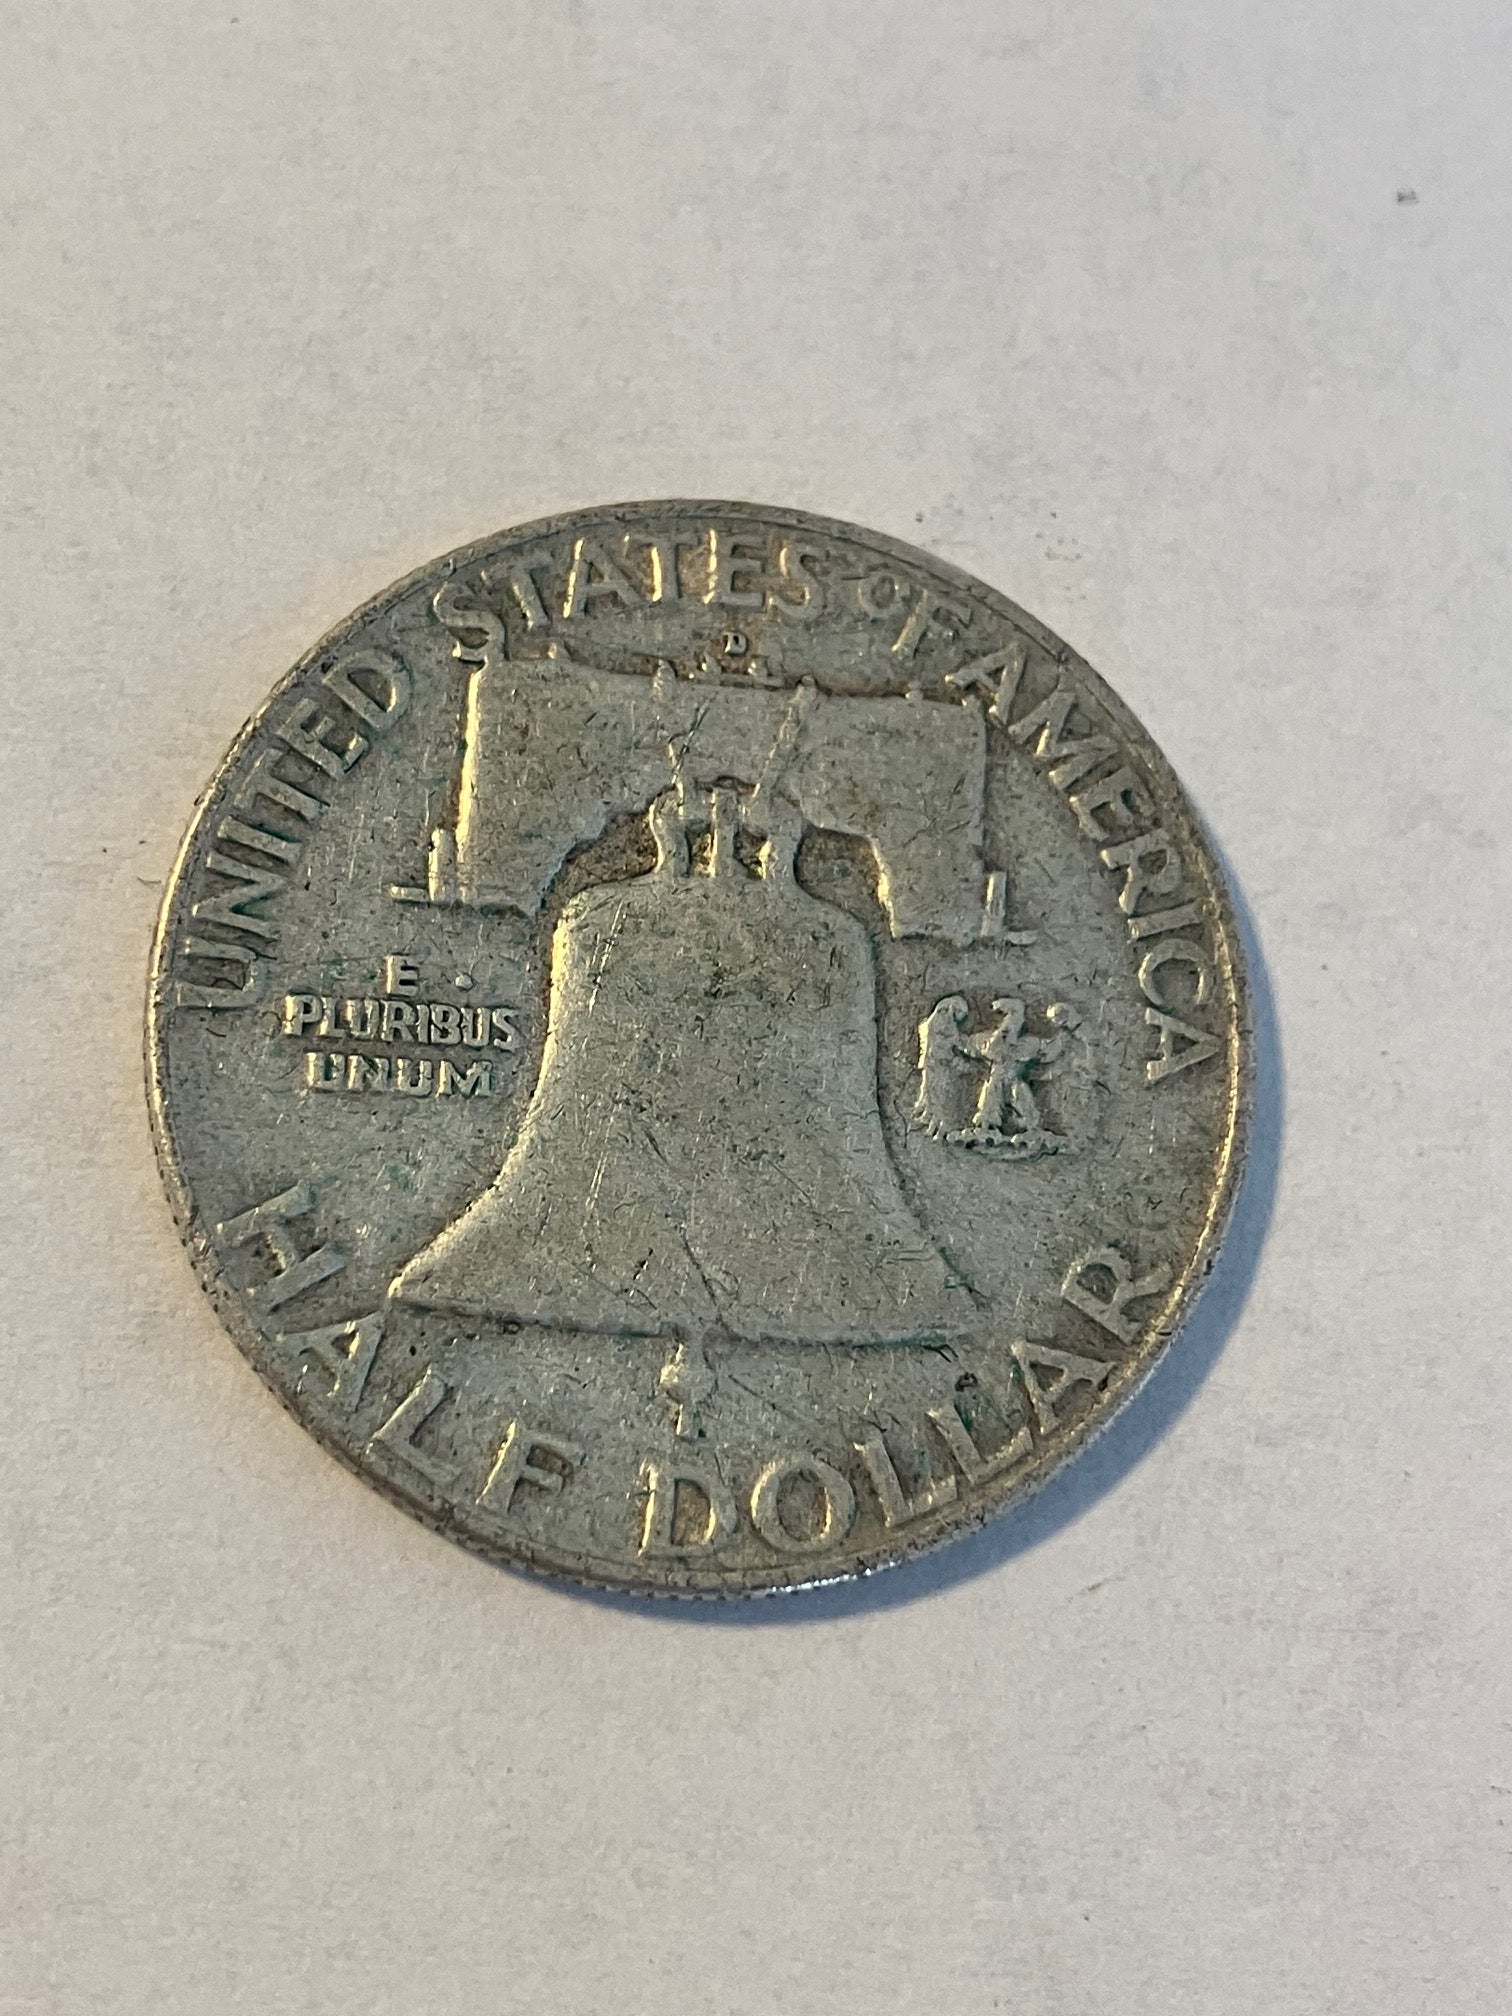 UNITED STATES OF AMERICA
D
E ·
PLURIBUS
UNUM
HALF DOLLAR